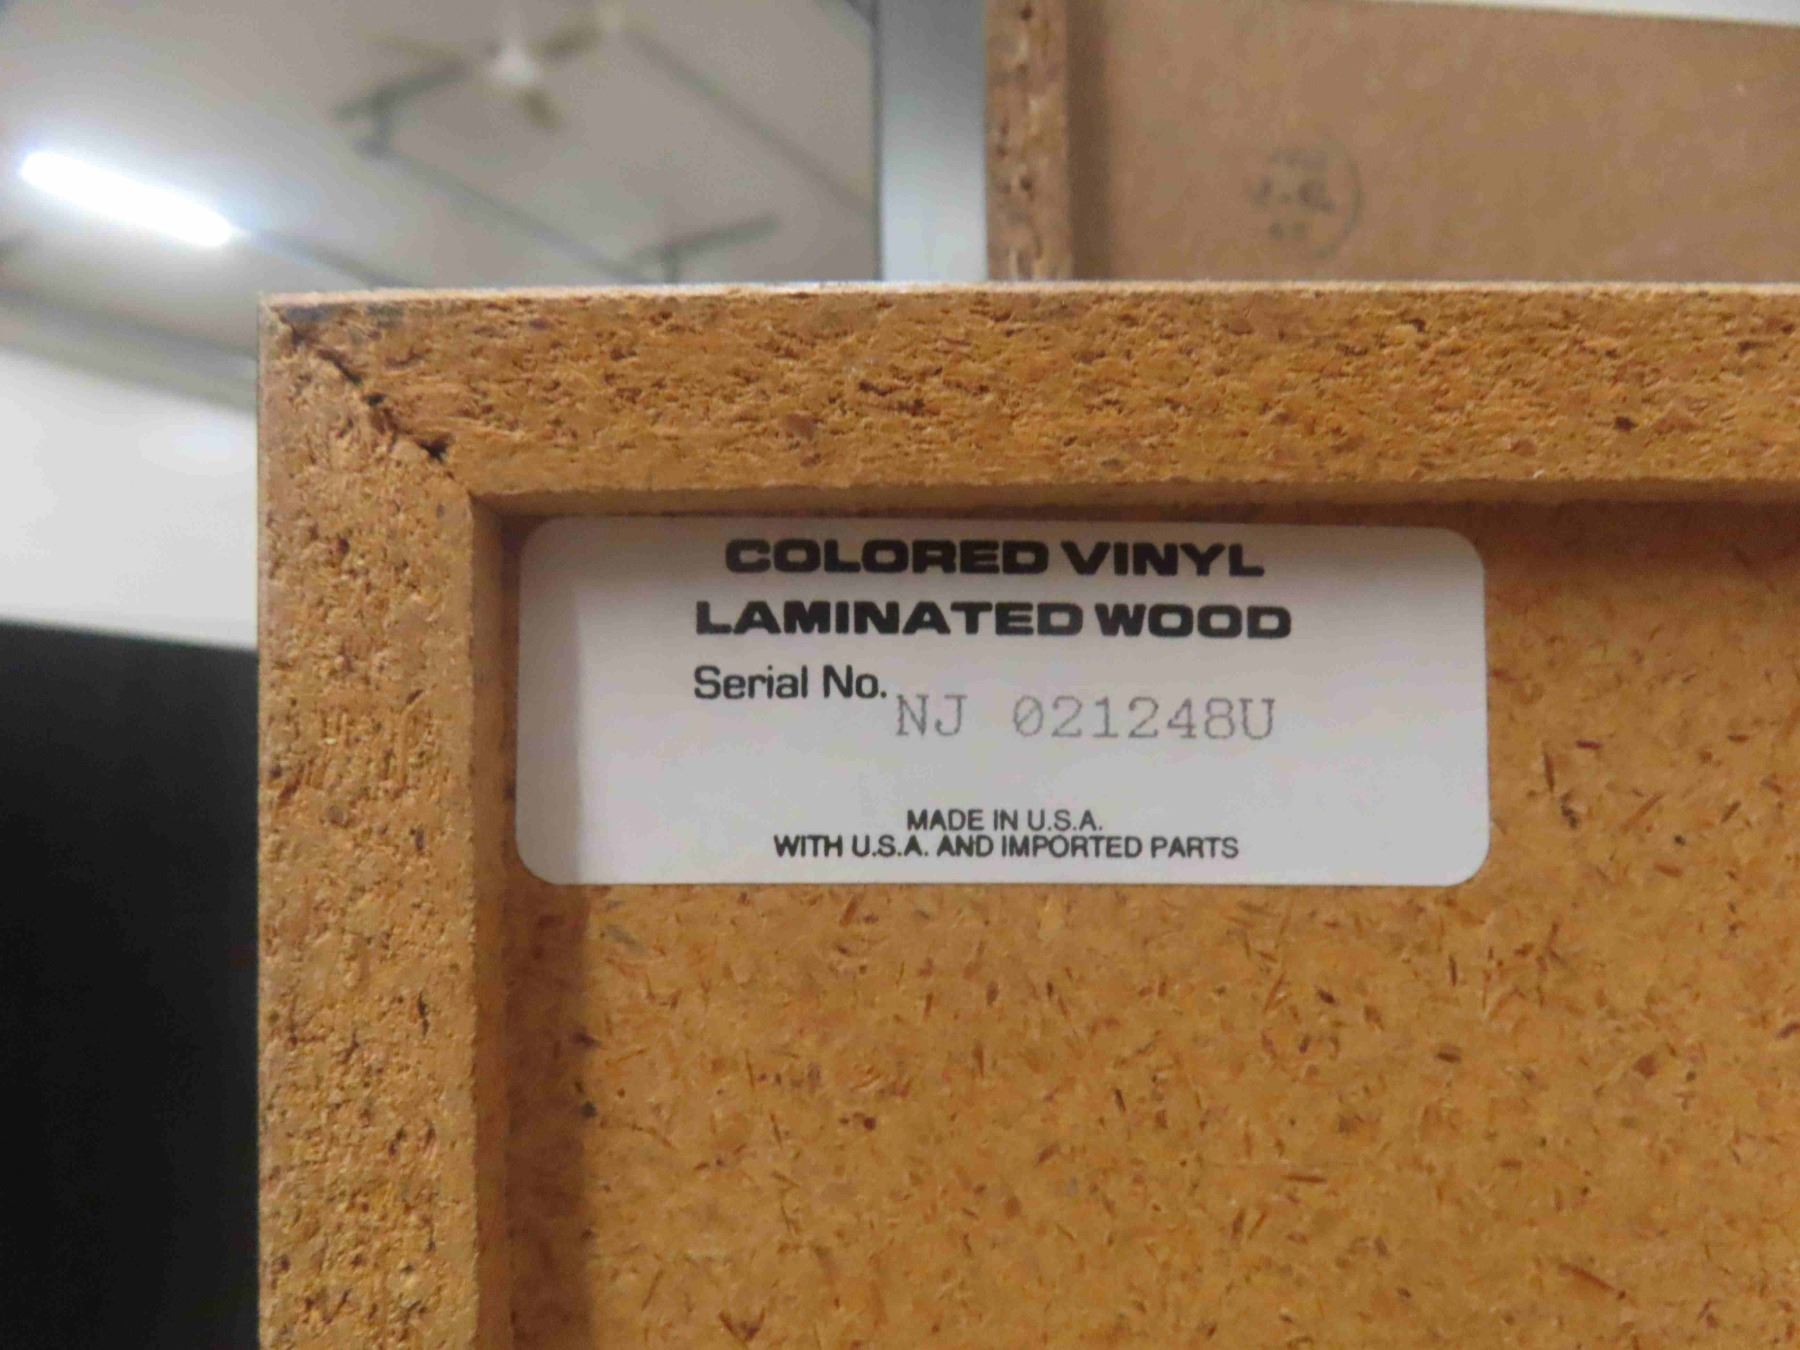 COLORED VINYL
LAMINATED WOOD
Serial No. NJ 021248U
MADE IN U.S.A.
WITH U.S.A. AND IMPORTED PARTS